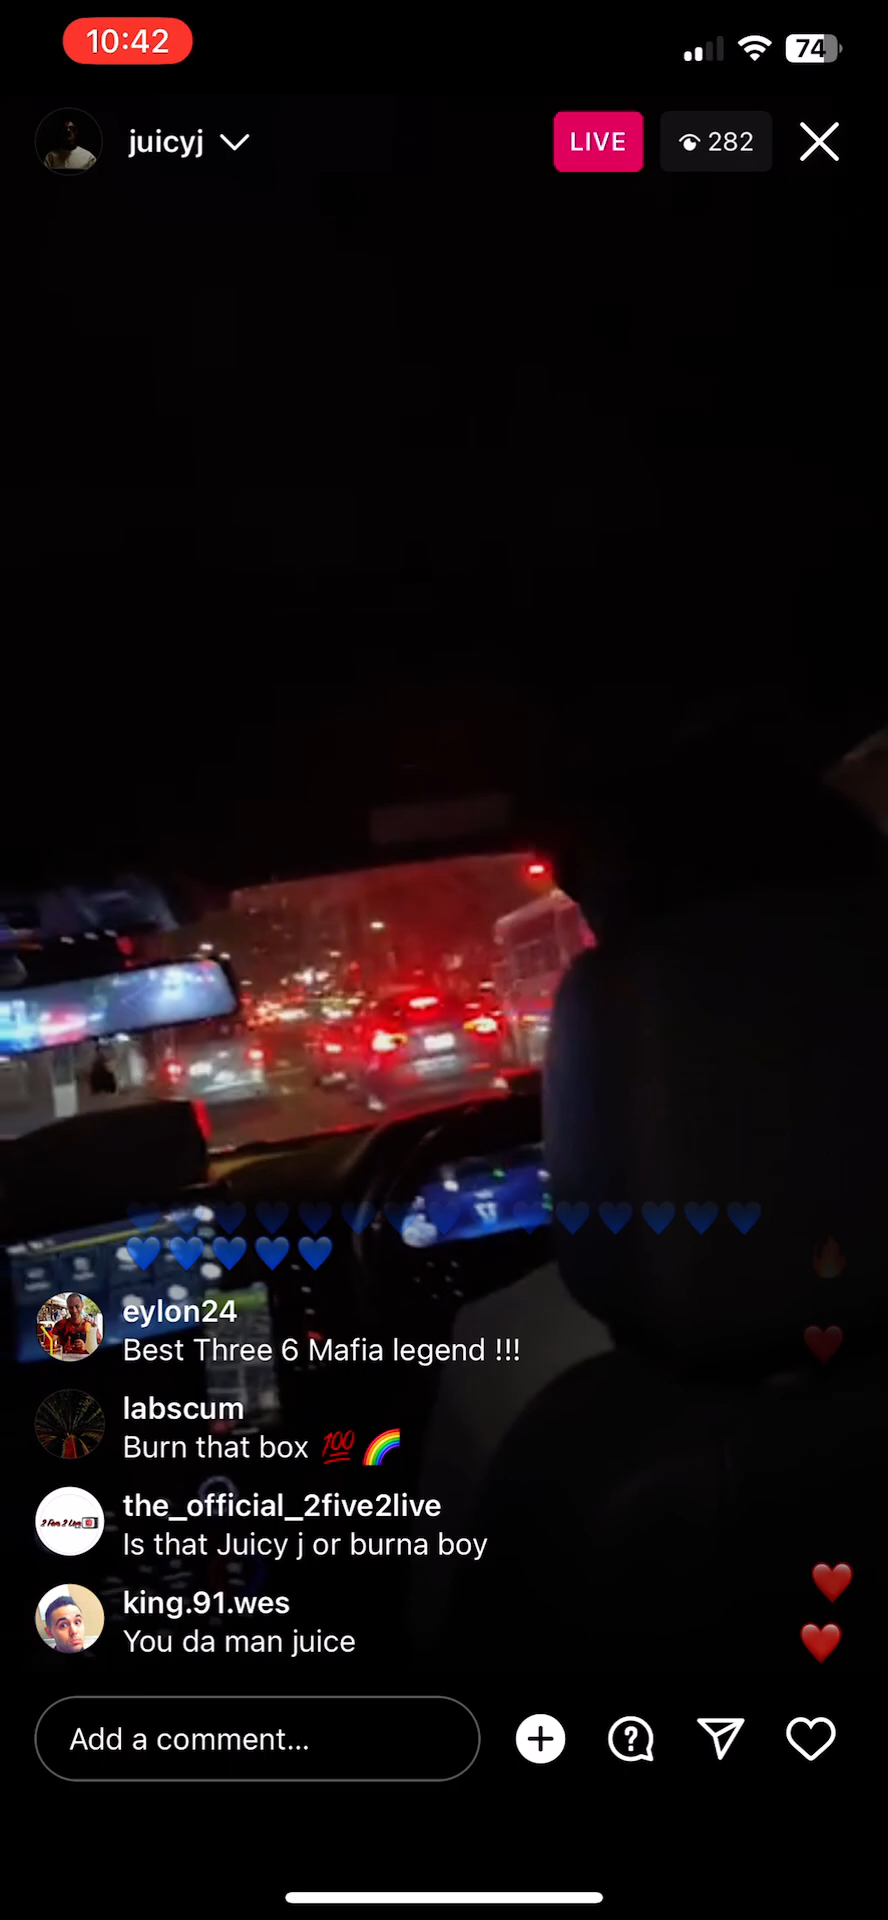 10:42
74
juicyj
LIVE
282
eylon24
Best Three 6 Mafia legend !!!
labscum
Burn that box 💯🌈
the_official_2five2live
Is that Juicy j or burna boy
king.91.wes
You da man juice
Add a comment...